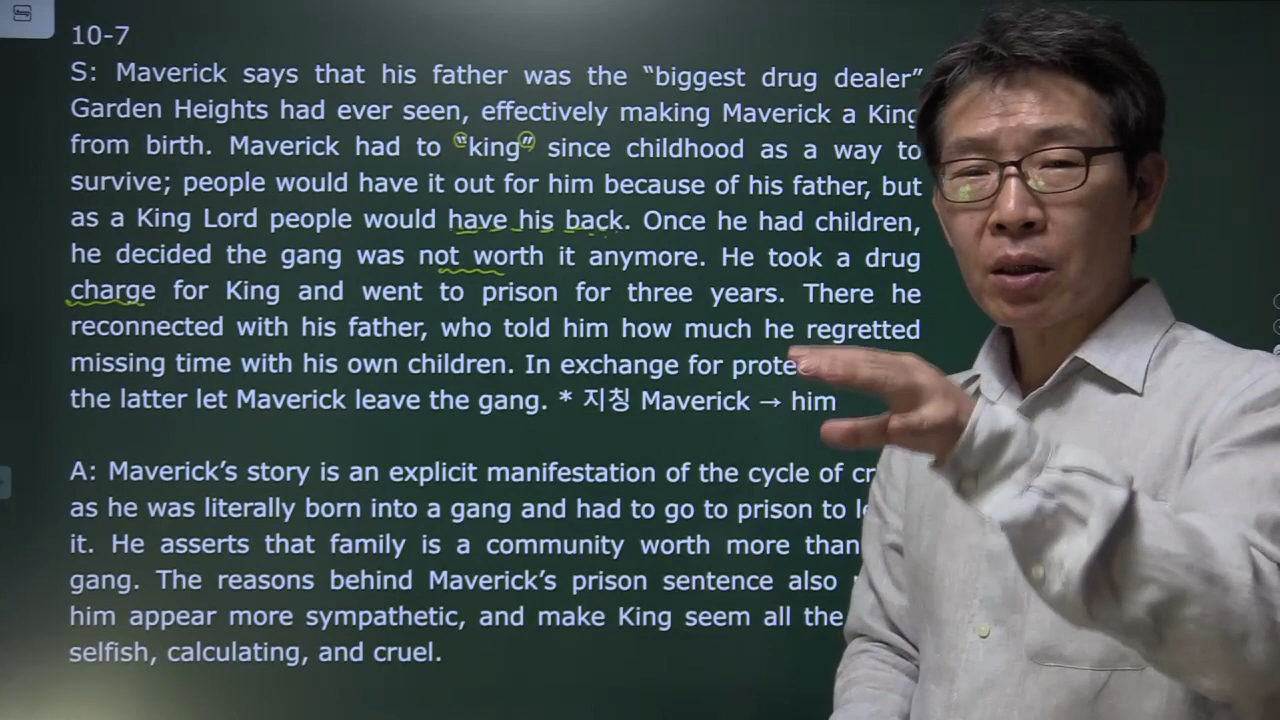 10-7
S: Maverick says that his father was the “biggest drug dealer”
Garden Heights had ever seen, effectively making Maverick a King
from birth. Maverick had to “king” since childhood as a way to
survive; people would have it out for him because of his father, but
as a King Lord people would have his back. Once he had children,
he decided the gang was not worth it anymore. He took a drug
charge for King and went to prison for three years. There he
reconnected with his father, who told him how much he regretted
missing time with his own children. In exchange for
the latter let Maverick leave the gang. * 지칭 Maverick → him
A: Maverick’s story is an explicit manifestation of the cycle of
as he was literally born into a gang and had to go to prison to
it. He asserts that family is a community worth more than
gang. The reasons behind Maverick’s prison sentence also
him appear more sympathetic, and make King seem all the
selfish, calculating, and cruel.